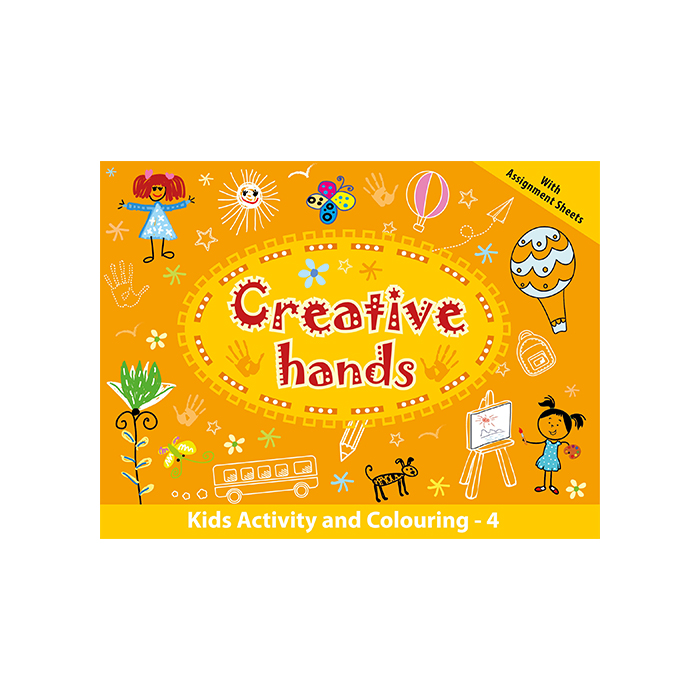 With
Assignment Sheets
Creative
hands
Kids Activity and Colouring - 4